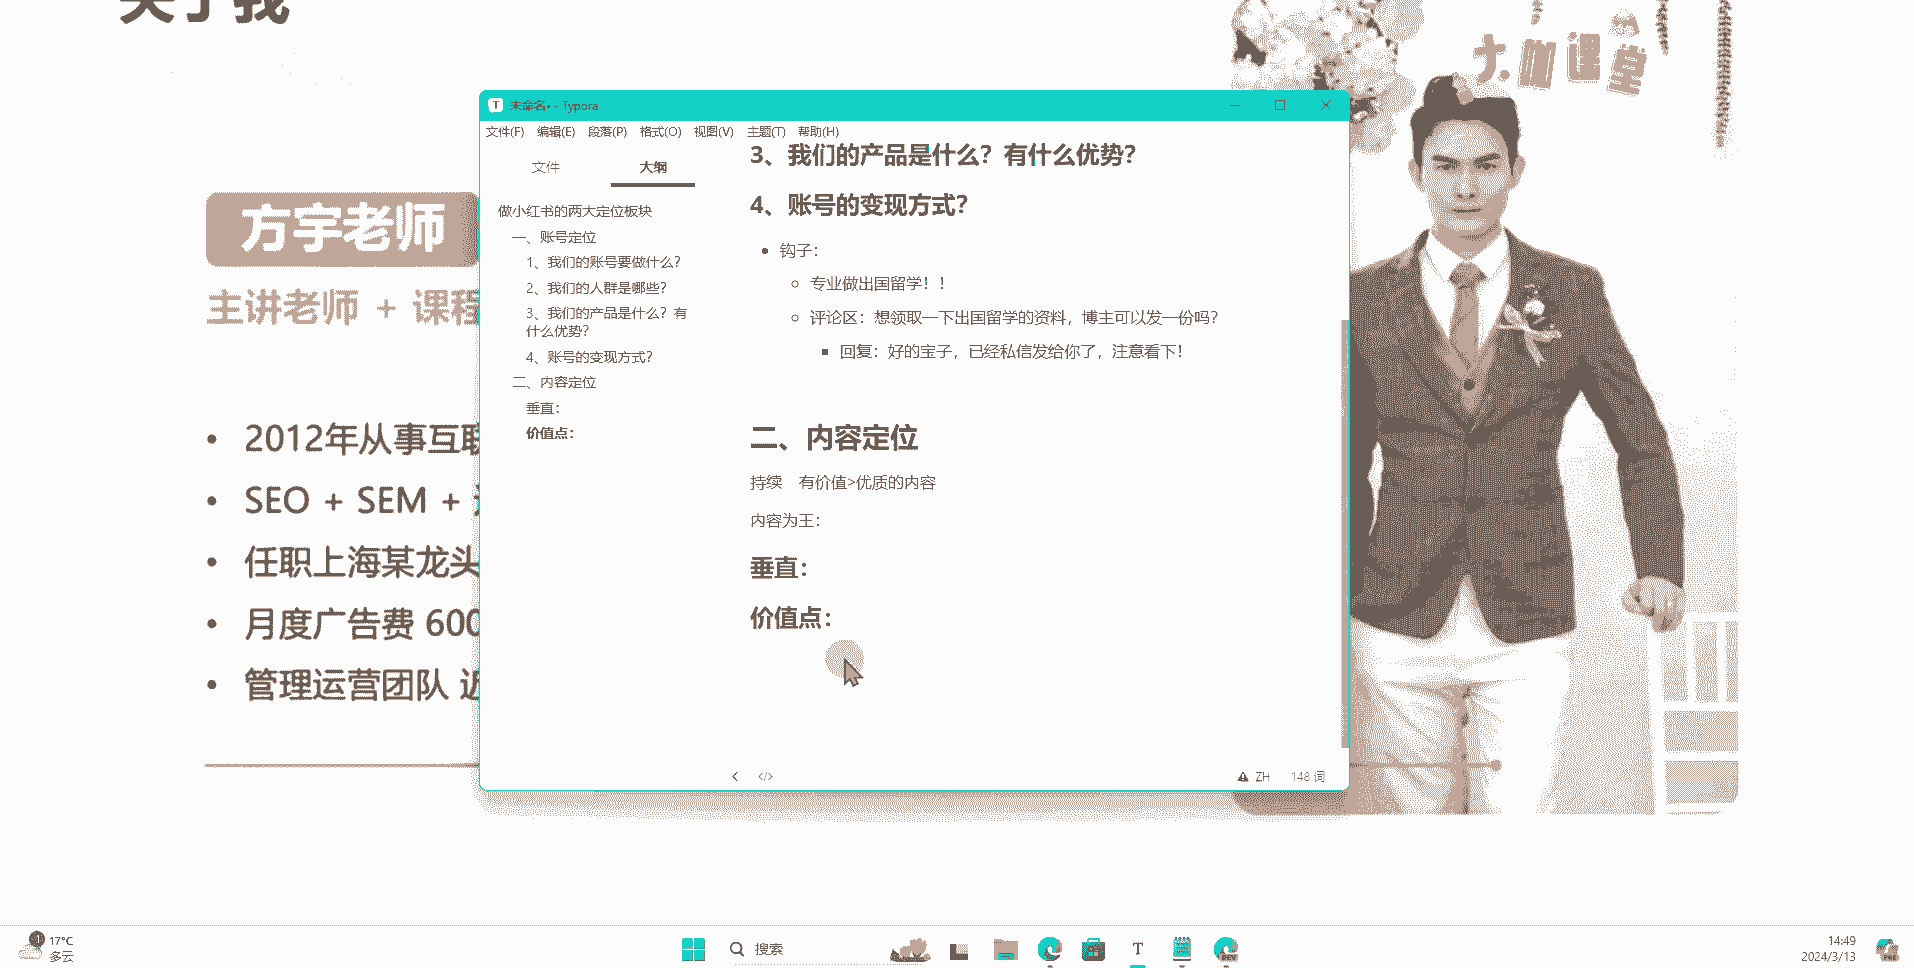 关于我
大咖课堂
方宇老师
主讲老师 + 课程
• 2012年从事互联
• SEO + SEM +
• 任职上海某龙头
• 月度广告费 600
• 管理运营团队 近
未命名• - Typora
文件(F) 编辑(E) 段落(P) 格式(O) 视图(V) 主题(T) 帮助(H)
文件 大纲
做小红书的两大定位板块
一、账号定位
1、我们的账号要做什么？
2、我们的人群是哪些？
3、我们的产品是什么？有
什么优势？
4、账号的变现方式？
二、内容定位
垂直：
价值点：
3、我们的产品是什么？有什么优势？
4、账号的变现方式？
• 钩子：
专业做出国留学！！
评论区：想领取一下出国留学的资料，博主可以发一份吗？
回复：好的宝子，已经私信发给你了，注意看下！
二、内容定位
持续 有价值>优质的内容
内容为王：
垂直：
价值点：
</> ZH 148 词
1
17°C
多云
搜索
T
DEV
14:49
2024/3/13
PRE